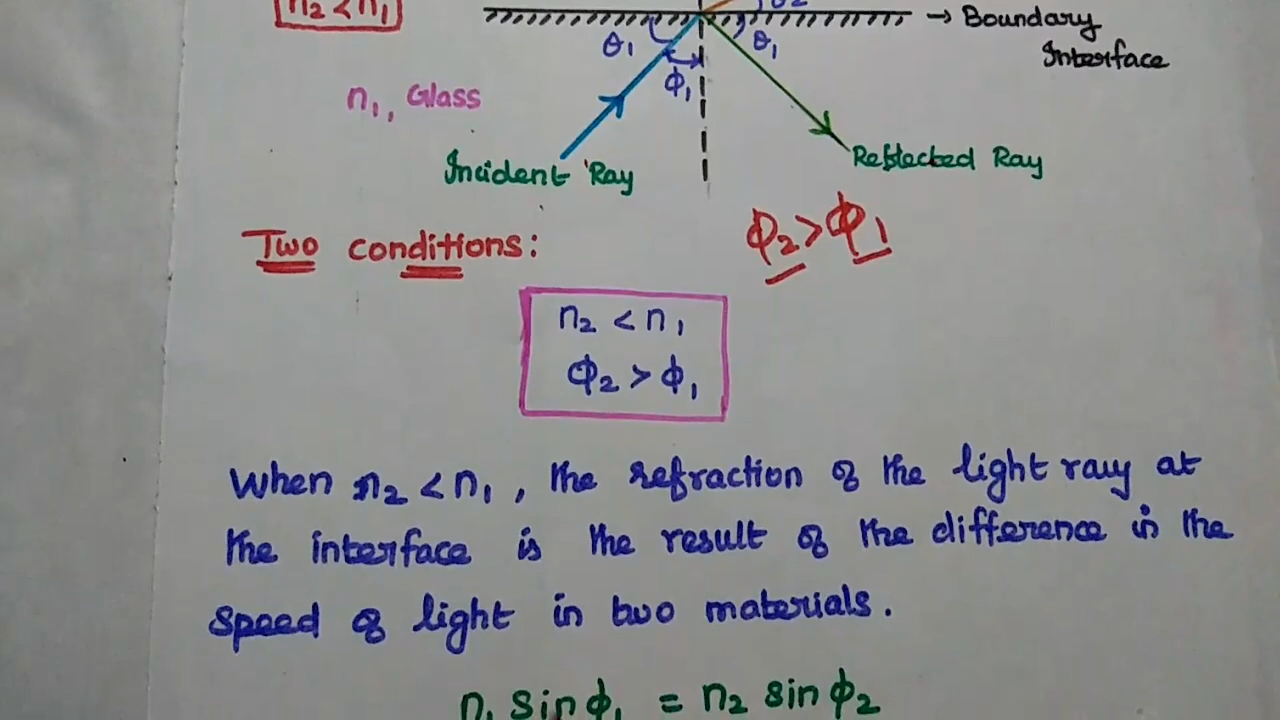 n₂ < n₁
→ Boundary
Interface
θ₁
θ₁
ϕ₁
n₁, Glass
Incident Ray
Reflected Ray
ϕ₂ > ϕ₁
Two conditions:
n₂ < n₁
ϕ₂ > ϕ₁
When n₂ < n₁, the refraction of the light ray at
the interface is the result of the difference in the
speed of light in two materials.
n₁ sin ϕ₁ = n₂ sin ϕ₂